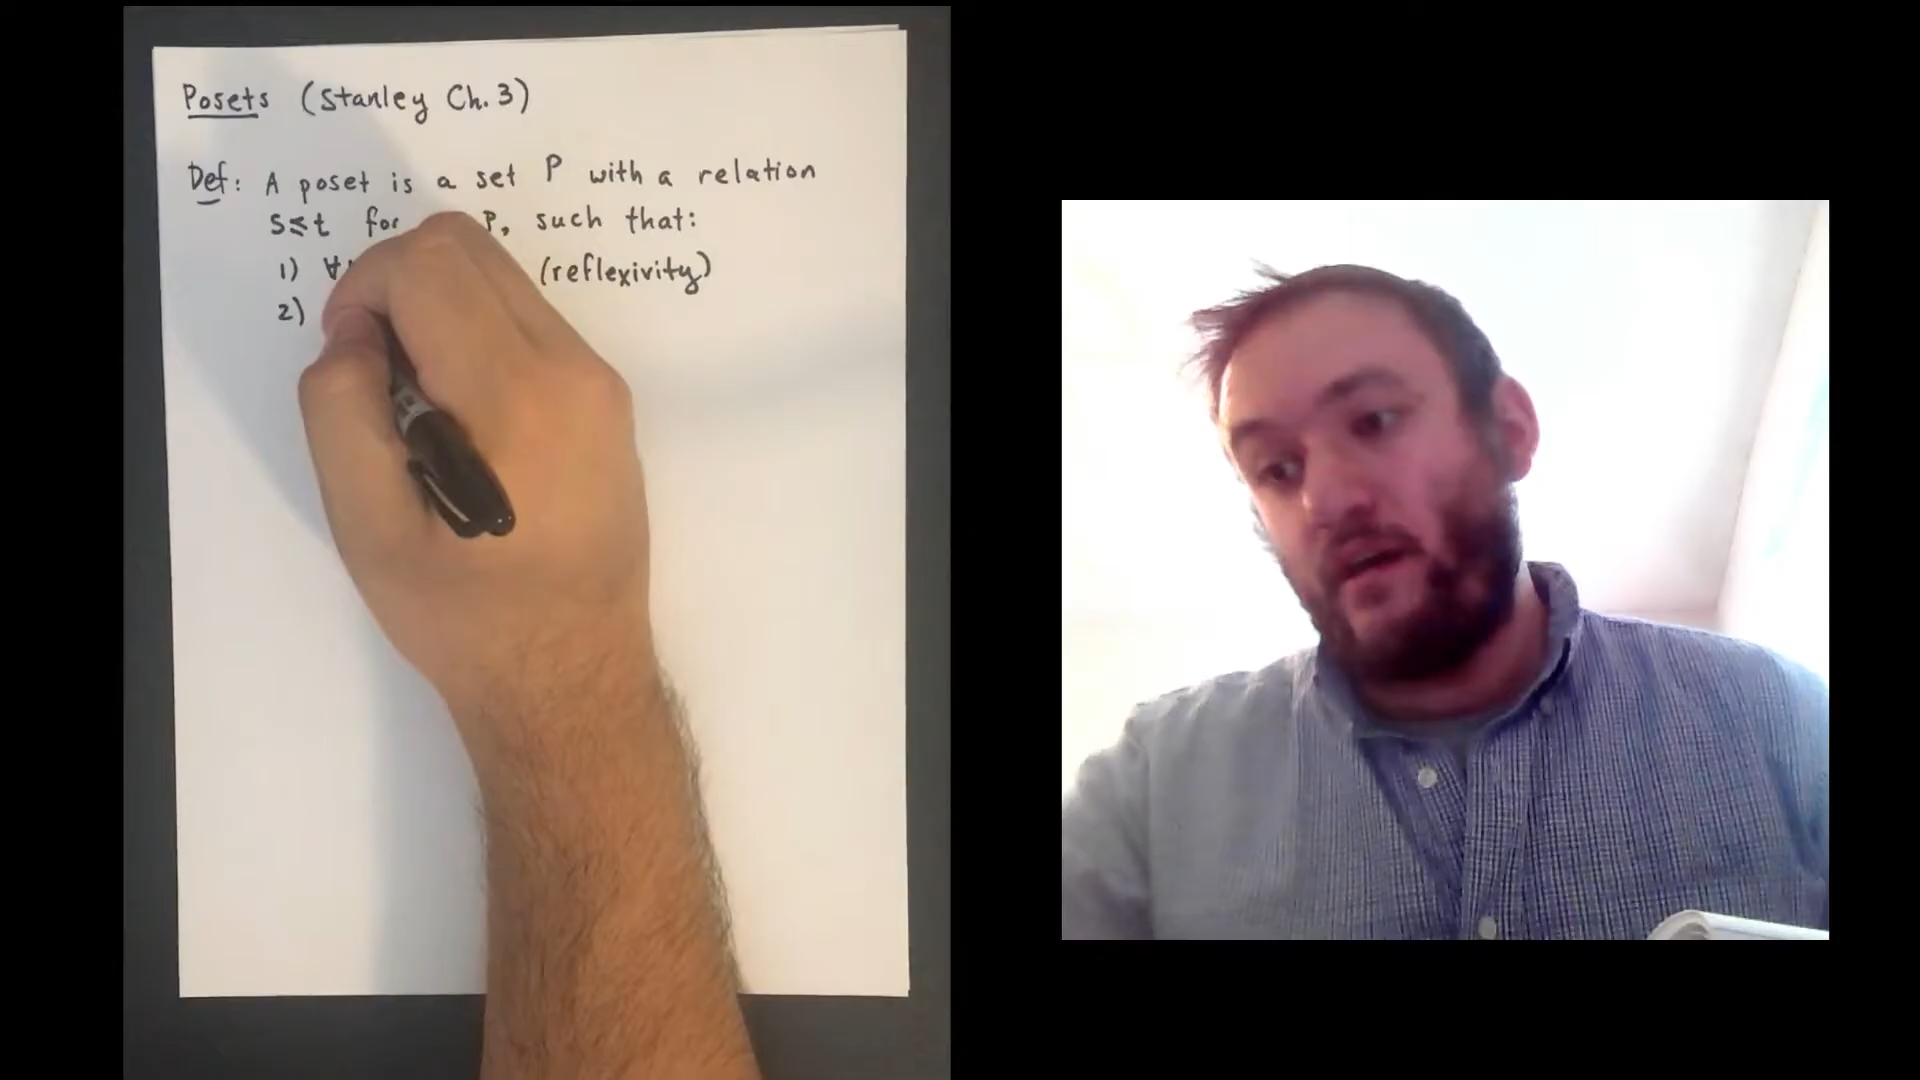 Posets (Stanley Ch. 3)
Def: A poset is a set P with a relation
s≤t for P, such that:
1) ∀ (reflexivity)
2)